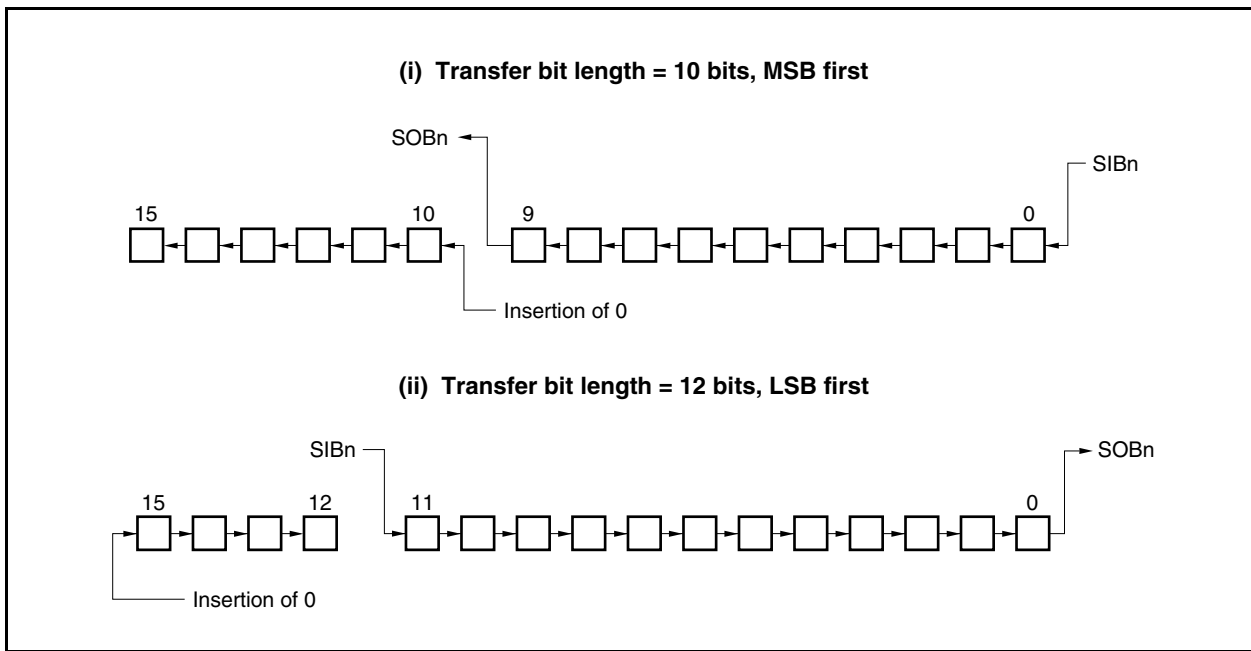 (i) Transfer bit length = 10 bits, MSB first
SOBn
SIBn
15
10
9
0
Insertion of 0
(ii) Transfer bit length = 12 bits, LSB first
SIBn
SOBn
15
12
11
0
Insertion of 0